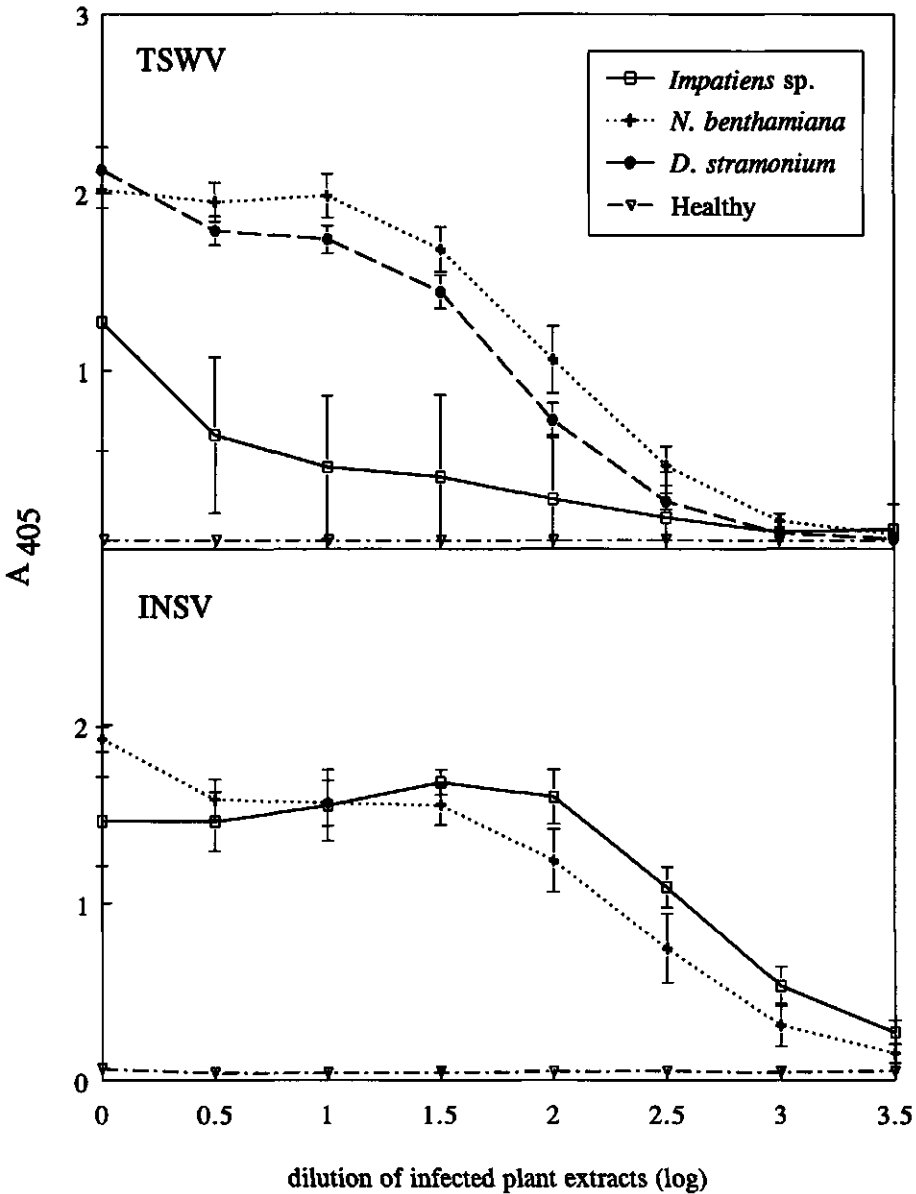 3
TSWV
Impatiens sp.
N. benthamiana
D. stramonium
Healthy
2
1
A 405
INSV
2
1
0
0 0.5 1 1.5 2 2.5 3 3.5
dilution of infected plant extracts (log)